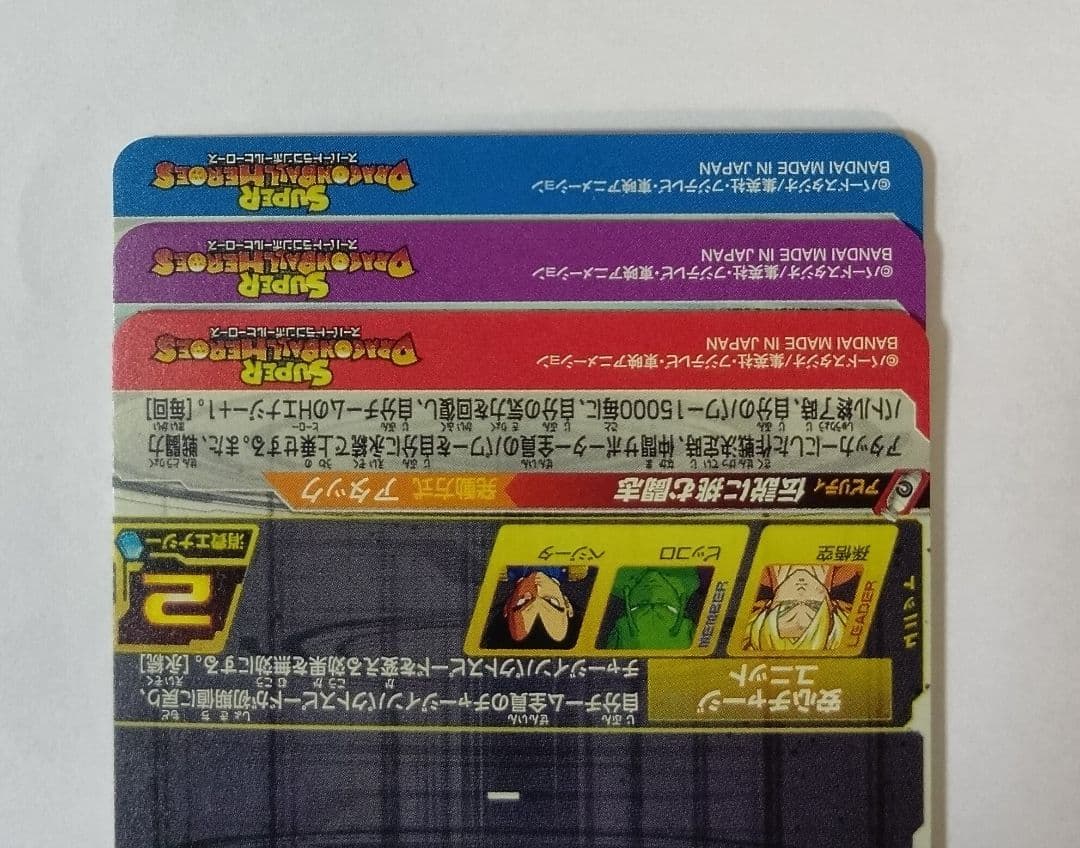 自分チーム全員のチャージインパクトスピードが初期値に戻り、
チャージインパクトスピードを変える効果を無効にする。[永続]
安心チャージ
ユニット
LEADER
孫悟空
MEMBER
ピッコロ
ベジータ
2
消費エナジー
アビリティ 伝説に挑む闘志 発動方式 アタック
アタッカーにした作戦決定時、仲間サポーター全員のパワーを自分に永続で上乗せする。また、戦闘力
バトル終了時、自分のパワー15000毎に、自分の気力を回復し、自分チームのHエナジー+1。[毎回]
©バードスタジオ/集英社・フジテレビ・東映アニメーション
BANDAI MADE IN JAPAN
SUPER
DRAGONBALL HEROES
スーパードラゴンボールヒーローズ
©バードスタジオ/集英社・フジテレビ・東映アニメーション
BANDAI MADE IN JAPAN
SUPER
DRAGONBALL HEROES
スーパードラゴンボールヒーローズ
©バードスタジオ/集英社・フジテレビ・東映アニメーション
BANDAI MADE IN JAPAN
SUPER
DRAGONBALL HEROES
スーパードラゴンボールヒーローズ